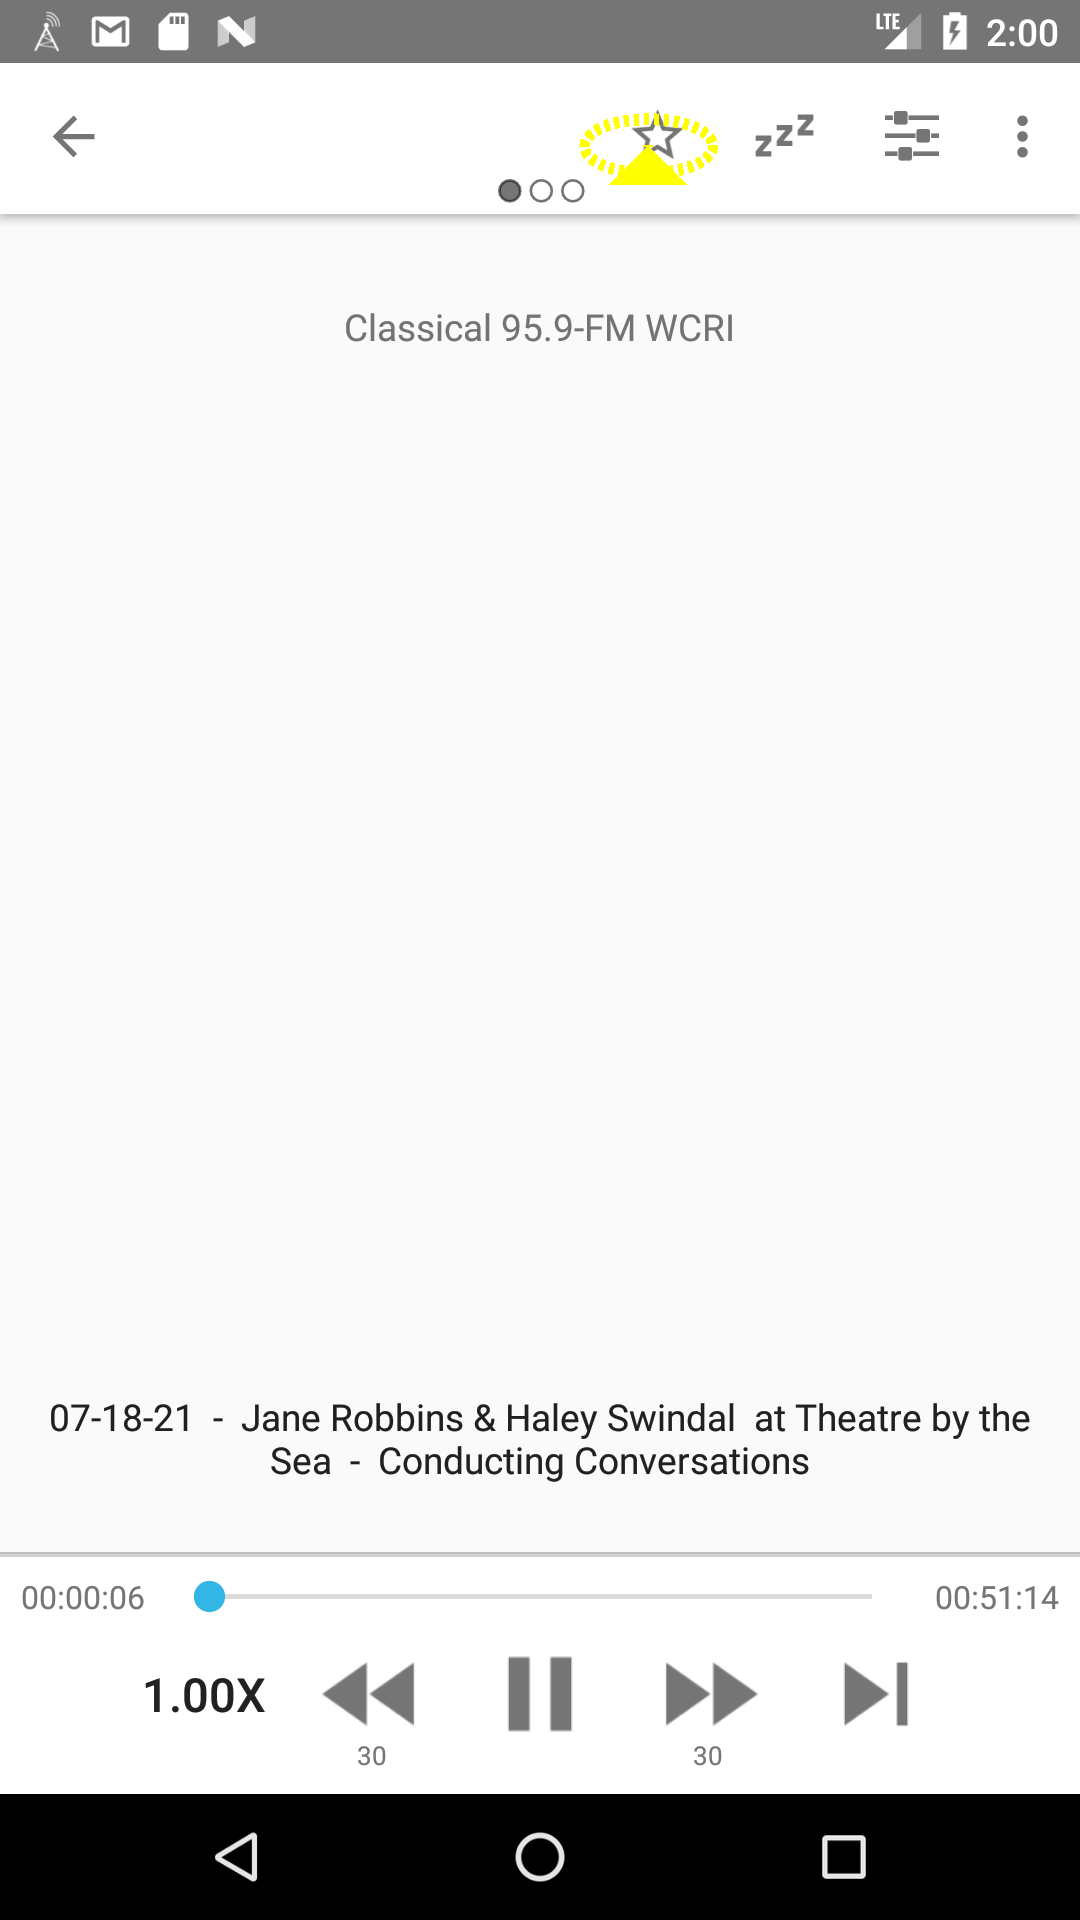 LTE 2:00
zzz
Classical 95.9-FM WCRI
07-18-21 - Jane Robbins & Haley Swindal at Theatre by the
Sea - Conducting Conversations
00:00:06 00:51:14
1.00X
30 30